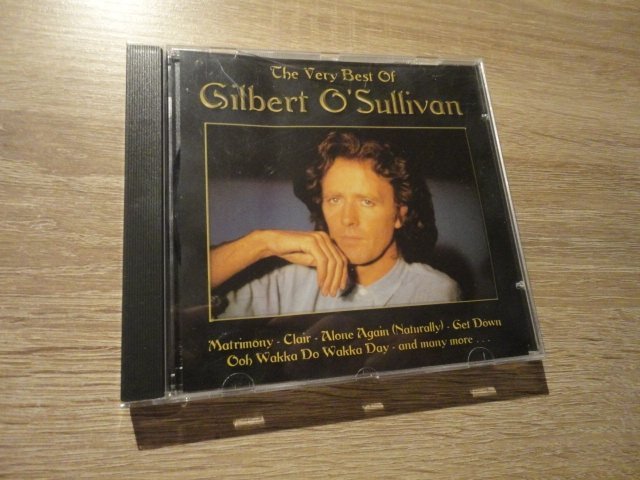 The Very Best Of
Gilbert O'Sullivan
Matrimony - Clair - Alone Again (Naturally) - Get Down
Ooh Wakka Do Wakka Day - and many more . . .